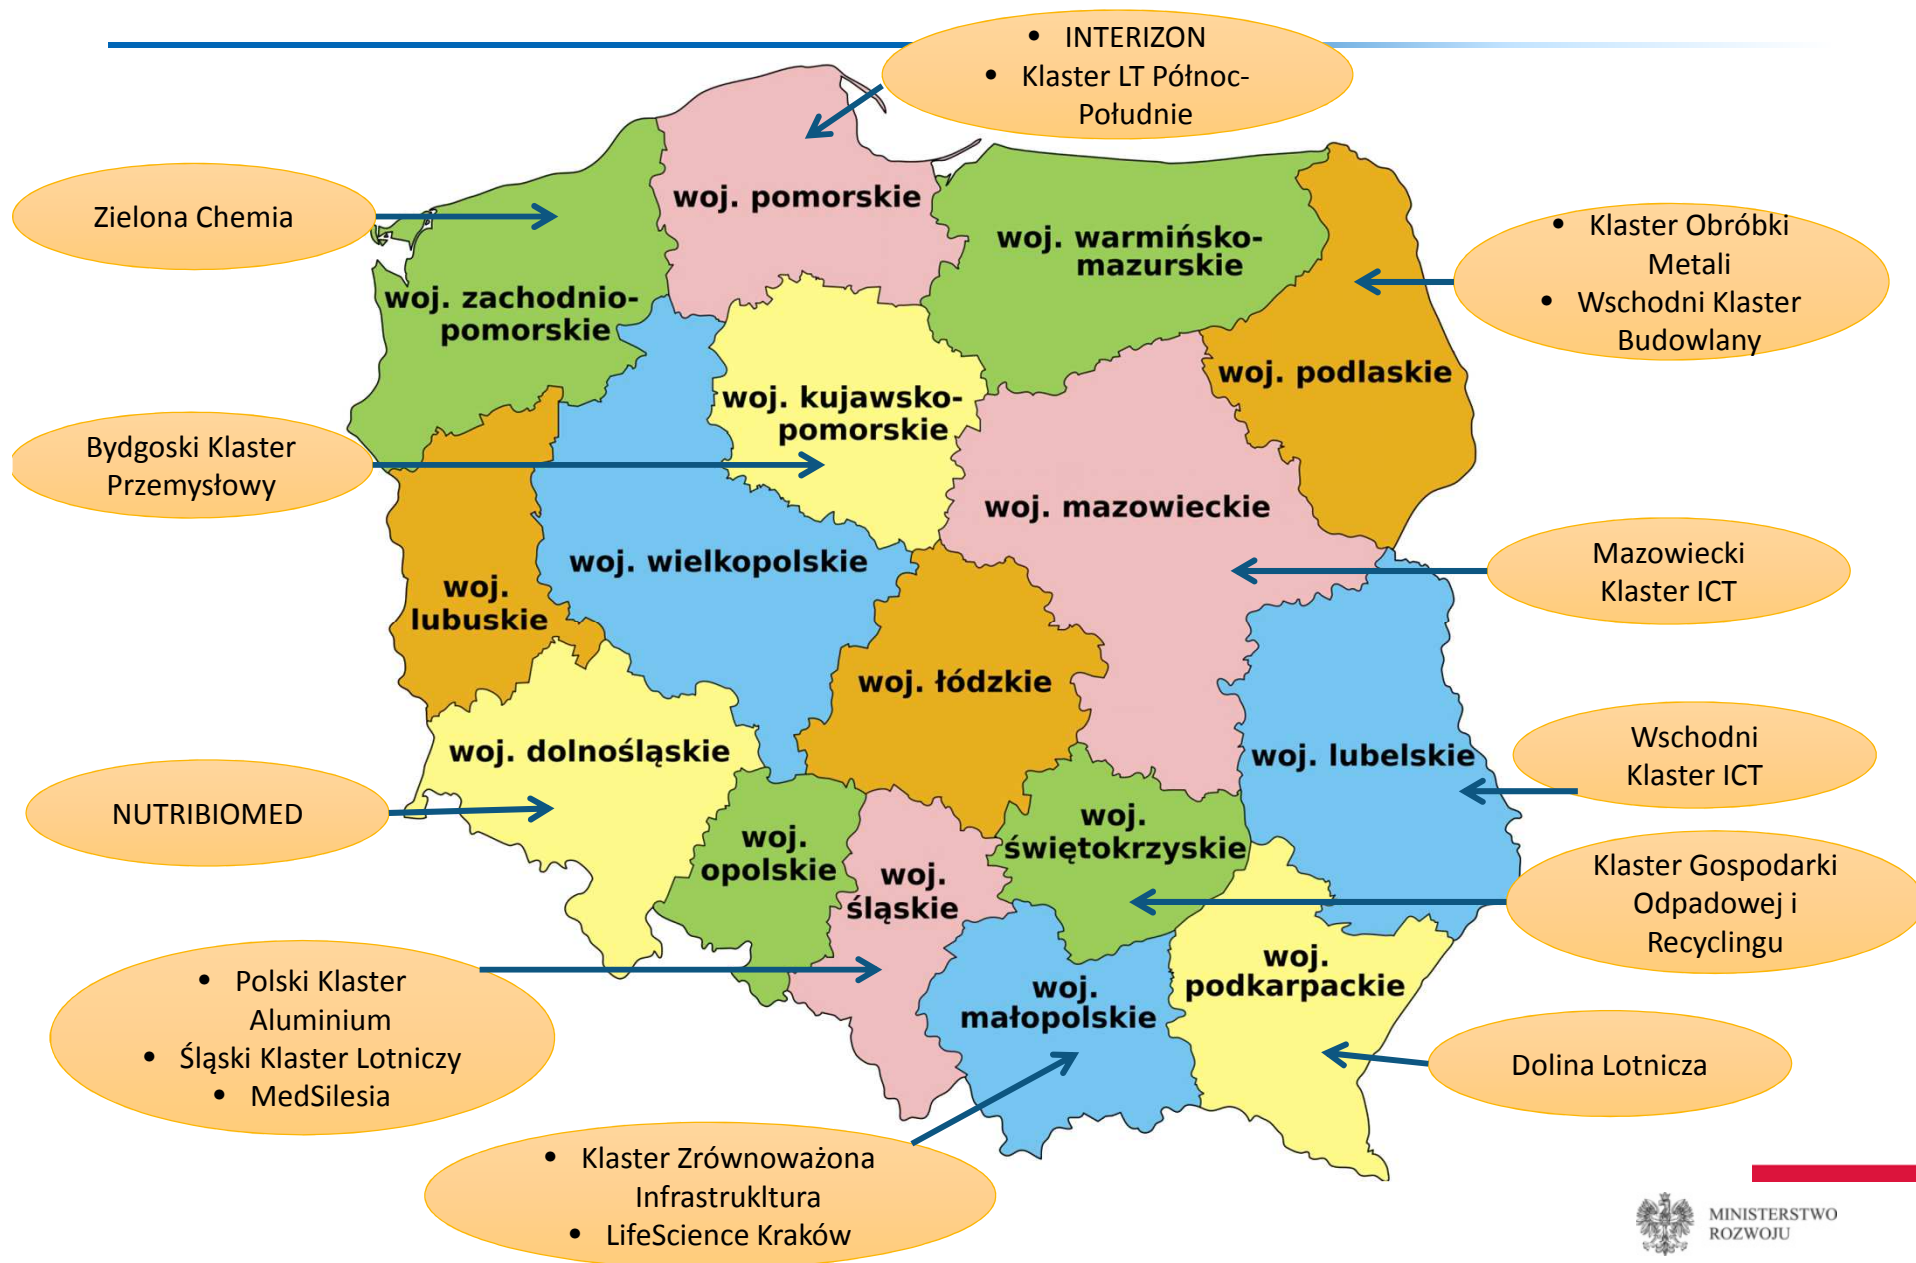 • INTERIZON
• Klaster LT Północ-
Południe
Zielona Chemia
woj. pomorskie
woj. warmińsko-
mazurskie
• Klaster Obróbki
Metali
• Wschodni Klaster
Budowlany
woj. zachodnio-
pomorskie
woj. podlaskie
woj. kujawsko-
pomorskie
Bydgoski Klaster
Przemysłowy
woj. mazowieckie
woj. wielkopolskie
Mazowiecki
Klaster ICT
woj.
lubuskie
woj. łódzkie
woj. dolnośląskie
woj. lubelskie
Wschodni
Klaster ICT
NUTRIBIOMED
woj.
opolskie
woj.
świętokrzyskie
woj.
śląskie
Klaster Gospodarki
Odpadowej i
Recyclingu
woj.
podkarpackie
woj.
małopolskie
• Polski Klaster
Aluminium
• Śląski Klaster Lotniczy
• MedSilesia
Dolina Lotnicza
• Klaster Zrównoważona
Infrastrukltura
• LifeScience Kraków
MINISTERSTWO
ROZWOJU